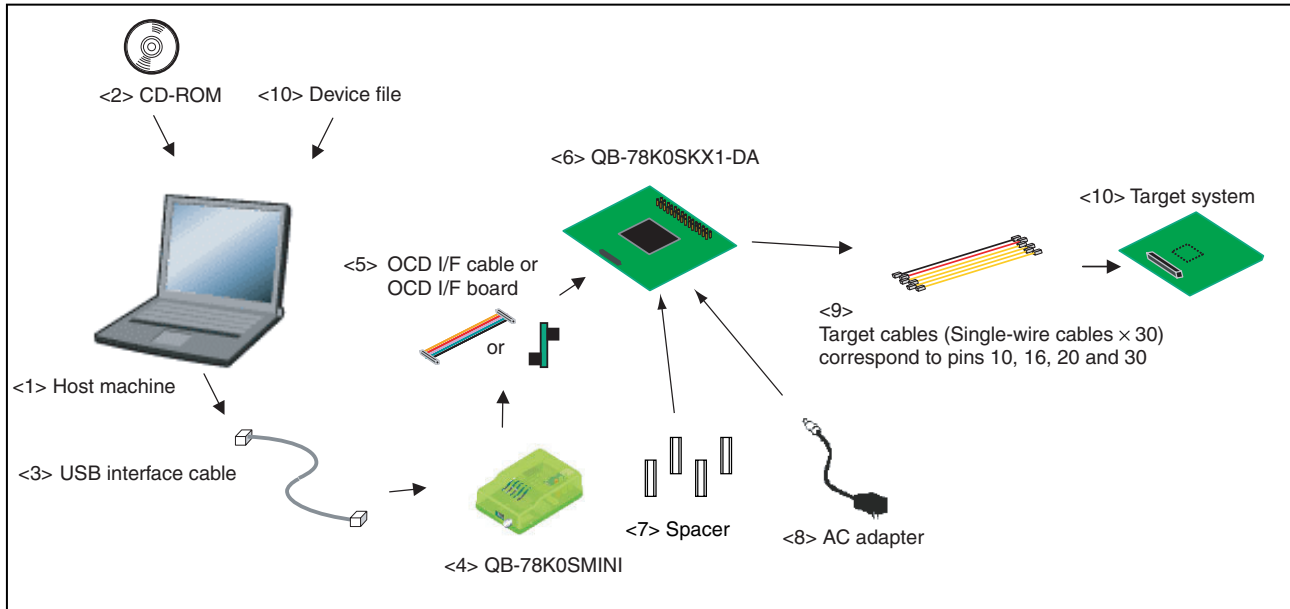 <2> CD-ROM
<10> Device file
<6> QB-78K0SKX1-DA
<10> Target system
<5> OCD I/F cable or
OCD I/F board
or
<9>
Target cables (Single-wire cables × 30)
correspond to pins 10, 16, 20 and 30
<1> Host machine
<3> USB interface cable
<7> Spacer
<8> AC adapter
<4> QB-78K0SMINI